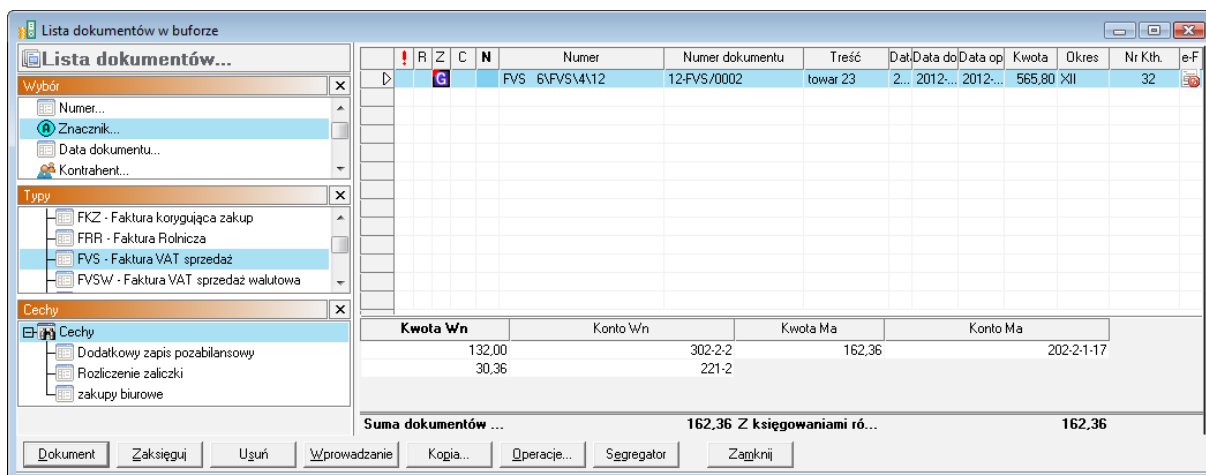 Lista dokumentów w buforze
Lista dokumentów...
Wybór
Numer...
A Znacznik...
Data dokumentu...
Kontrahent...
Typy
FKZ - Faktura korygująca zakup
FRR - Faktura Rolnicza
FVS - Faktura VAT sprzedaż
FVSW - Faktura VAT sprzedaż walutowa
Cechy
Cechy
Dodatkowy zapis pozabilansowy
Rozliczenie zaliczki
zakupy biurowe
! R Z C N Numer Numer dokumentu Treść Dat Data do Data op Kwota Okres Nr Kth. e-F
G FVS 6\FVS\4\12 12-FVS/0002 towar 23 2... 2012-... 2012-... 565,80 XII 32
Kwota Wn Konto Wn Kwota Ma Konto Ma
132,00 302-2-2 162,36 202-2-1-17
30,36 221-2
Suma dokumentów ... 162,36 Z księgowaniami ró... 162,36
Dokument Zaksięguj Usuń Wprowadzanie Kopia... Operacje... Segregator Zamknij